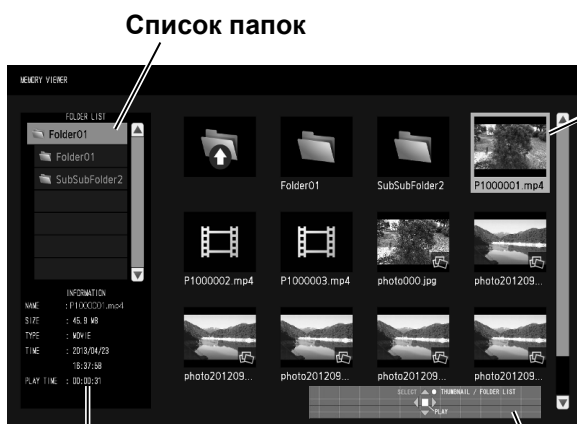 Список папок
MEMORY VIEWER
FOLDER LIST
Folder01
Folder01
SubSubFolder2
Folder01
SubSubFolder2
P1000001.mp4
P1000002.mp4
P1000003.mp4
photo000.jpg
photo201209...
photo201209...
photo201209...
photo201209...
photo201209...
INFORMATION
NAME : P1000001.mp4
SIZE : 45.9 MB
TYPE : MOVIE
TIME : 2013/04/23
16:37:58
PLAY TIME : 00:00:31
SELECT THUMBNAIL / FOLDER LIST
PLAY